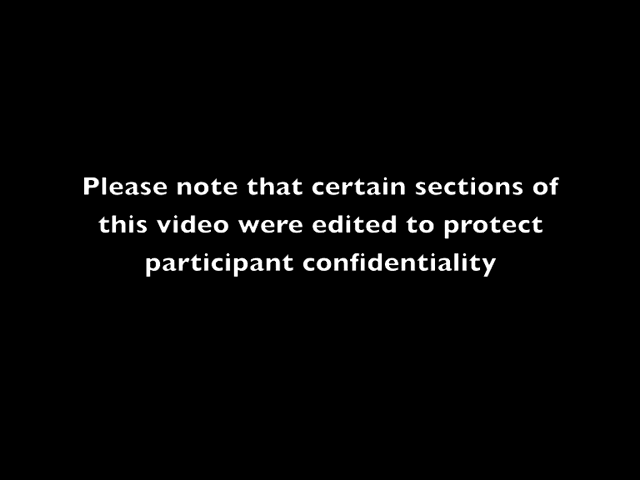 Please note that certain sections of
this video were edited to protect
participant confidentiality